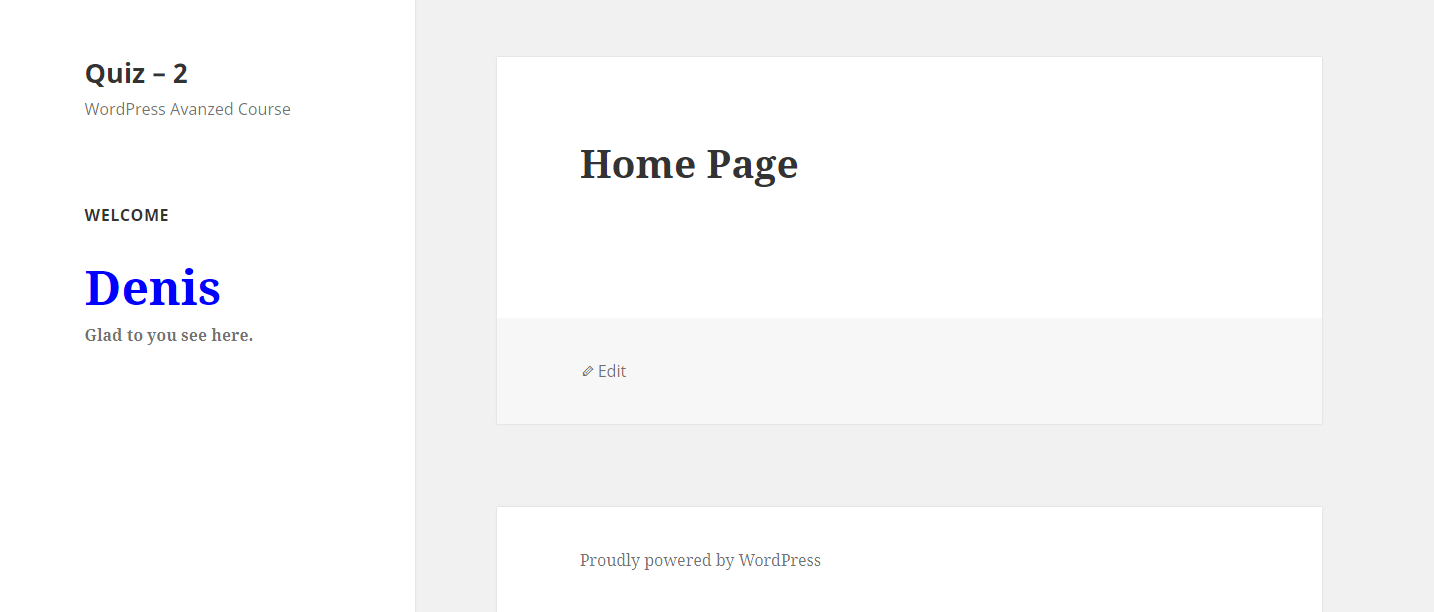 Quiz – 2
WordPress Avanzed Course
WELCOME
Denis
Glad to you see here.
Home Page
Edit
Proudly powered by WordPress